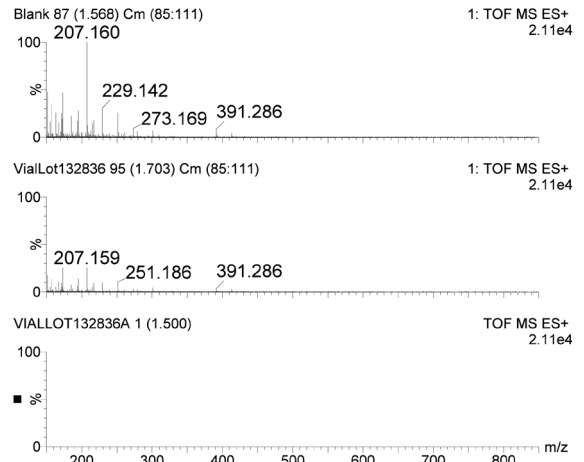 Blank 87 (1.568) Cm (85:111) 1: TOF MS ES+
2.11e4
100
207.160
%
229.142
273.169
391.286
0
VialLot132836 95 (1.703) Cm (85:111) 1: TOF MS ES+
2.11e4
100
%
207.159
251.186
391.286
0
VIALLOT132836A 1 (1.500) TOF MS ES+
2.11e4
100
%
0
m/z
200 300 400 500 600 700 800